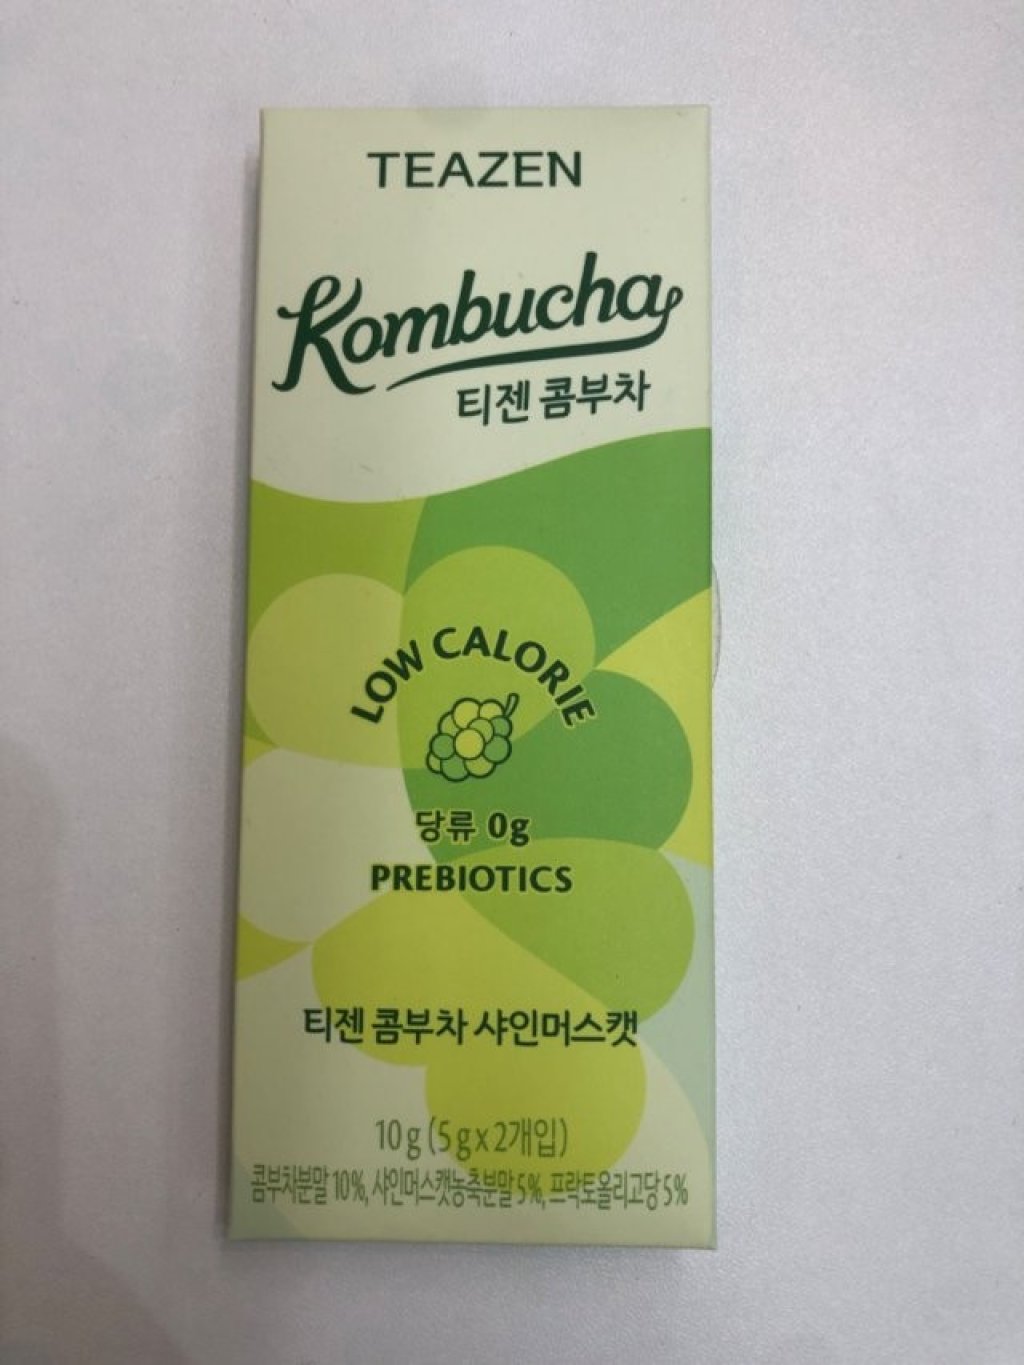 TEAZEN
Kombucha
티젠 콤부차
LOW CALORIE
당류 0g
PREBIOTICS
티젠 콤부차 샤인머스캣
10g (5g x 2개입)
콤부차분말 10%, 샤인머스캣농축분말 5%, 프락토올리고당 5%